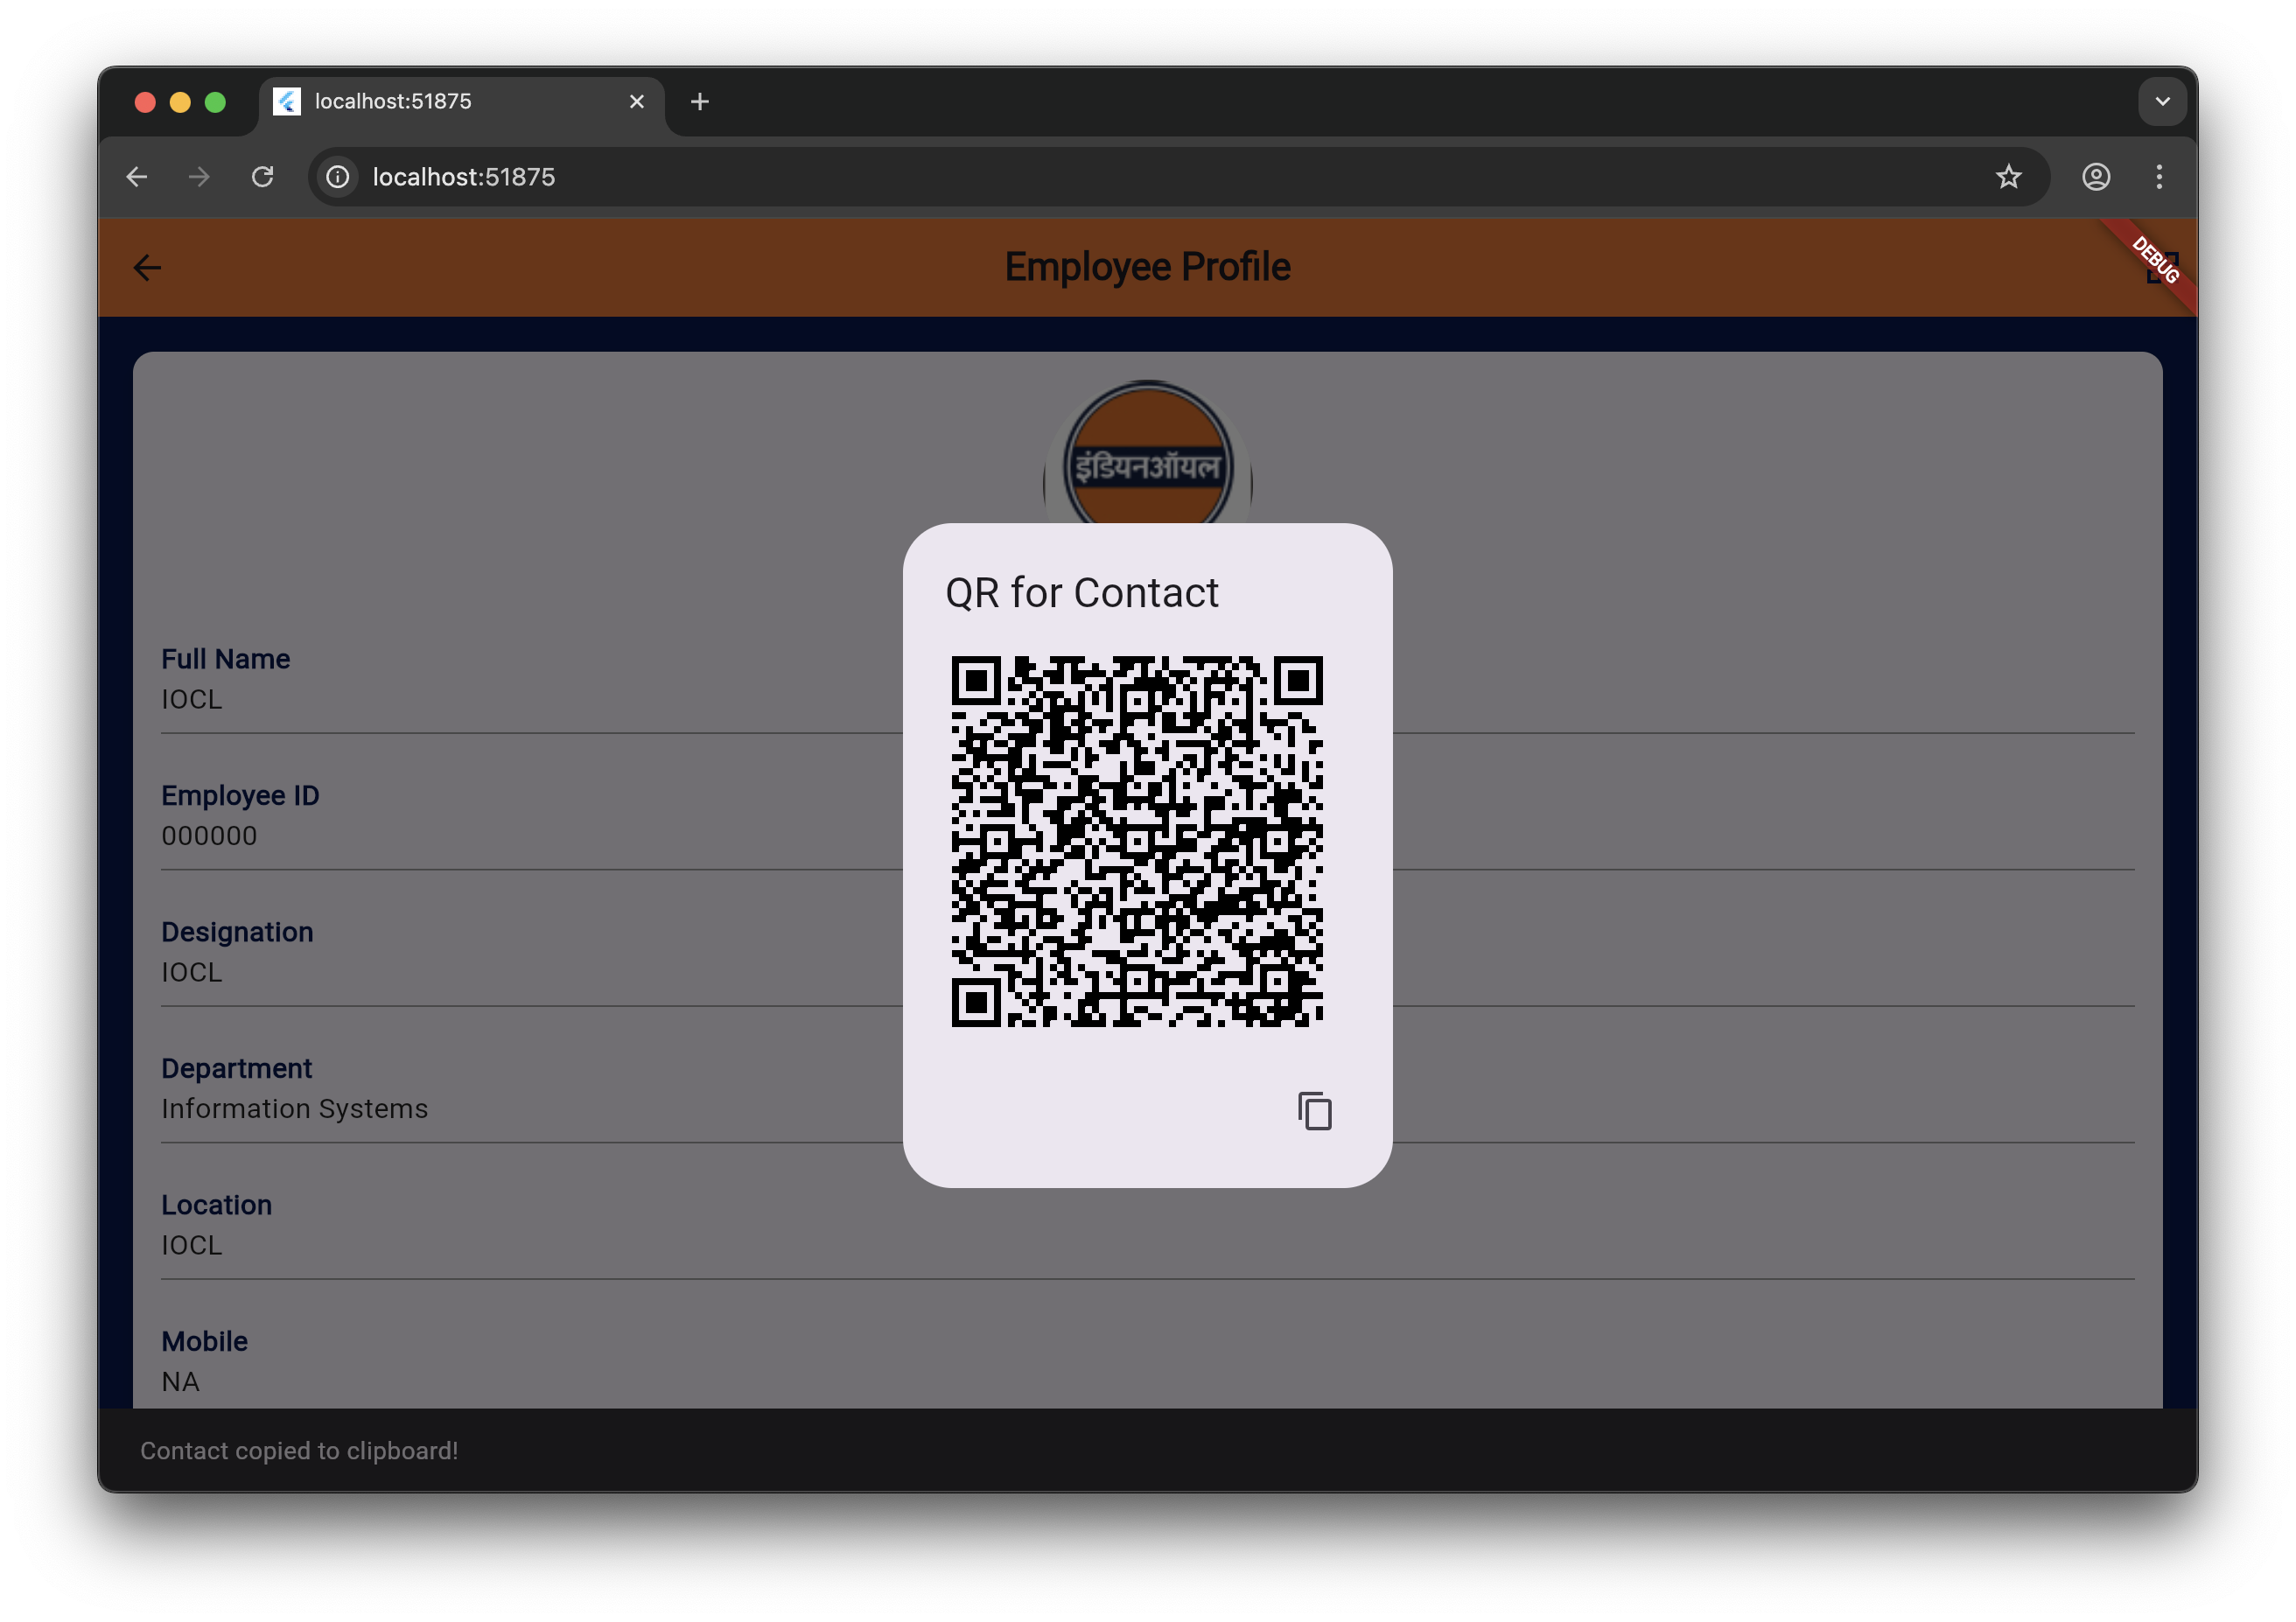 localhost:51875
localhost:51875
Employee Profile
DEBUG
इंडियनऑयल
QR for Contact
Full Name
IOCL
Employee ID
000000
Designation
IOCL
Department
Information Systems
Location
IOCL
Mobile
NA
Contact copied to clipboard!